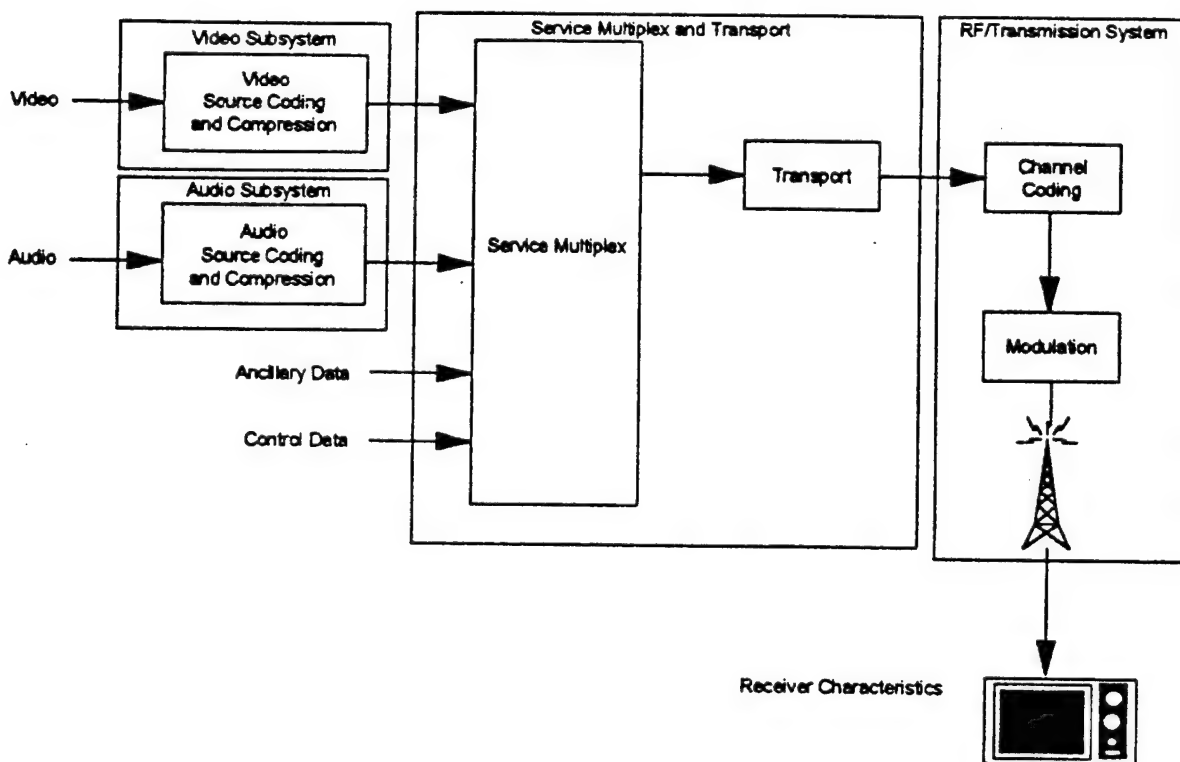 Video Subsystem
Video
Source Coding
and Compression
Video
Audio Subsystem
Audio
Source Coding
and Compression
Audio
Ancillary Data
Control Data
Service Multiplex and Transport
Service Multiplex
Transport
RF/Transmission System
Channel
Coding
Modulation
Receiver Characteristics